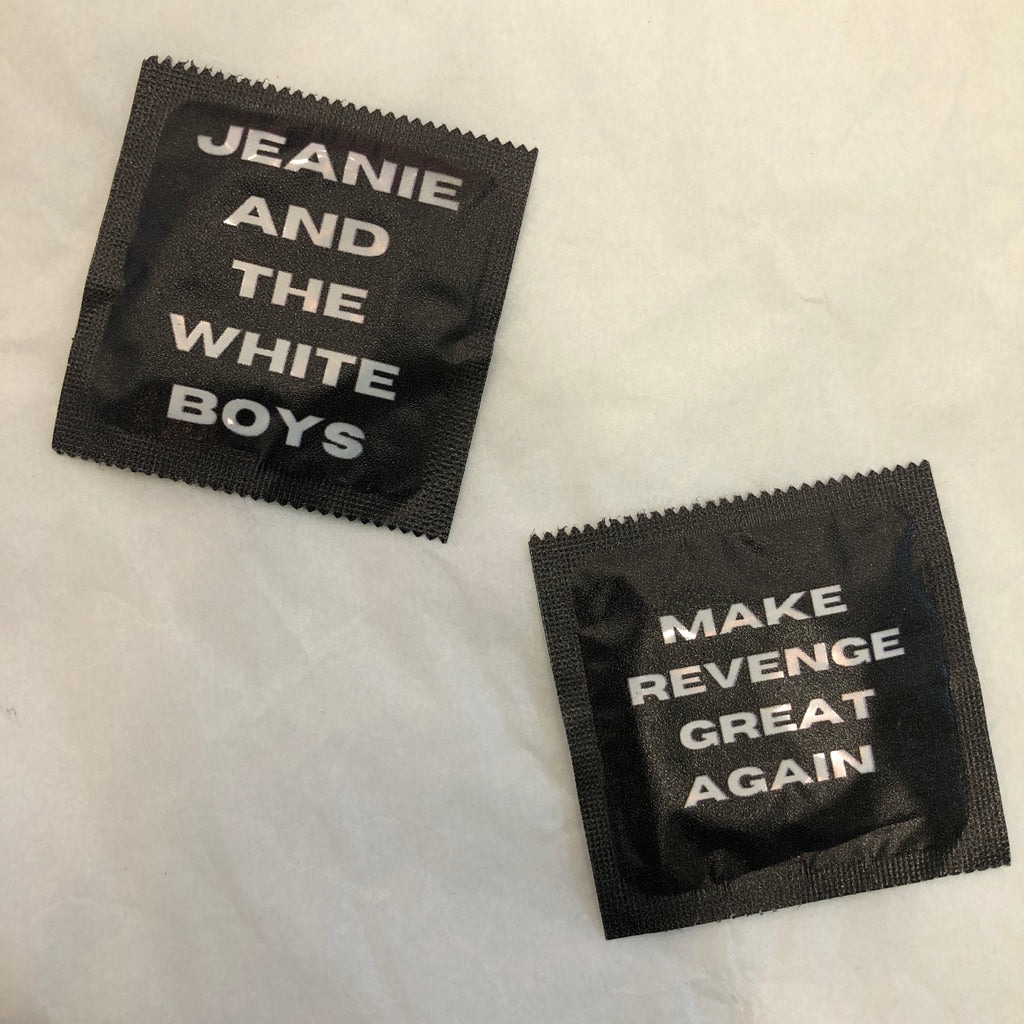 JEANIE
AND
THE
WHITE
BOYS
MAKE
REVENGE
GREAT
AGAIN